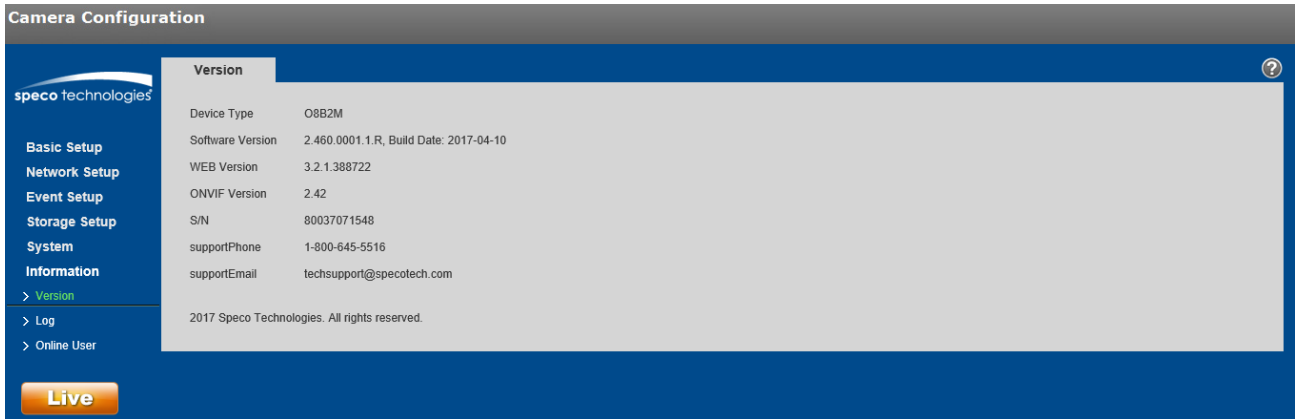 Camera Configuration
speco technologies
Basic Setup
Network Setup
Event Setup
Storage Setup
System
Information
> Version
> Log
> Online User
Live
Version
?
Device Type O8B2M
Software Version 2.460.0001.1.R, Build Date: 2017-04-10
WEB Version 3.2.1.388722
ONVIF Version 2.42
S/N 80037071548
supportPhone 1-800-645-5516
supportEmail techsupport@specotech.com
2017 Speco Technologies. All rights reserved.